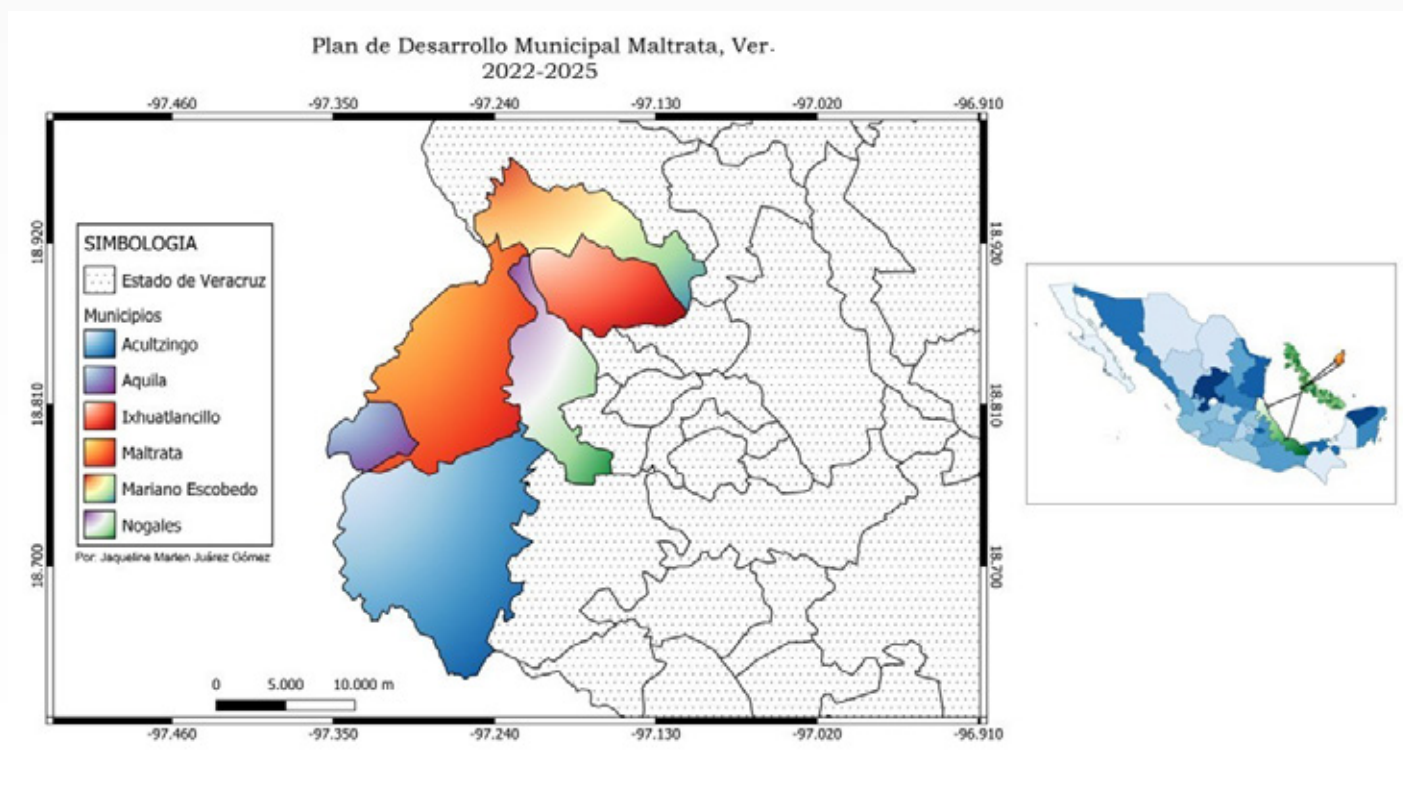 Plan de Desarrollo Municipal Maltrata, Ver.
2022-2025
-97.460 -97.350 -97.240 -97.130 -97.020 -96.910
18.920
18.810
18.700
SIMBOLOGIA
Estado de Veracruz
Municipios
Acultzingo
Aquila
Ixhuatlancillo
Maltrata
Mariano Escobedo
Nogales
Por: Jaqueline Marlen Juárez Gómez
0 5.000 10.000 m
18.920
18.810
18.700
-97.460 -97.350 -97.240 -97.130 -97.020 -96.910